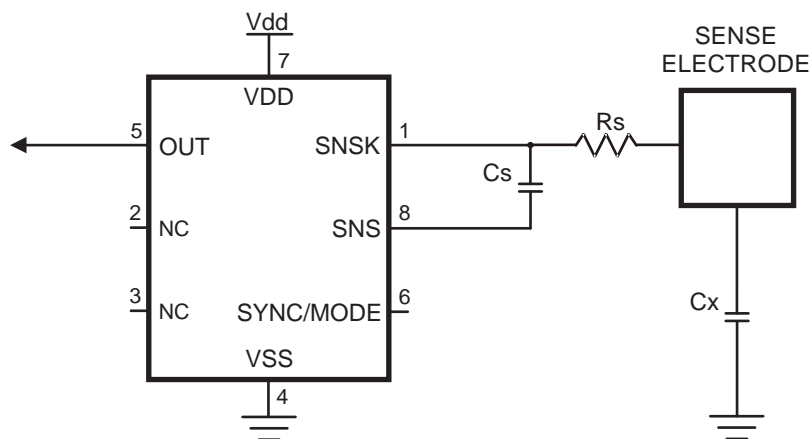 Vdd
7
SENSE
ELECTRODE
VDD
5
OUT
SNSK
1
Rs
Cs
2
NC
SNS
8
3
NC
SYNC/MODE
6
Cx
VSS
4